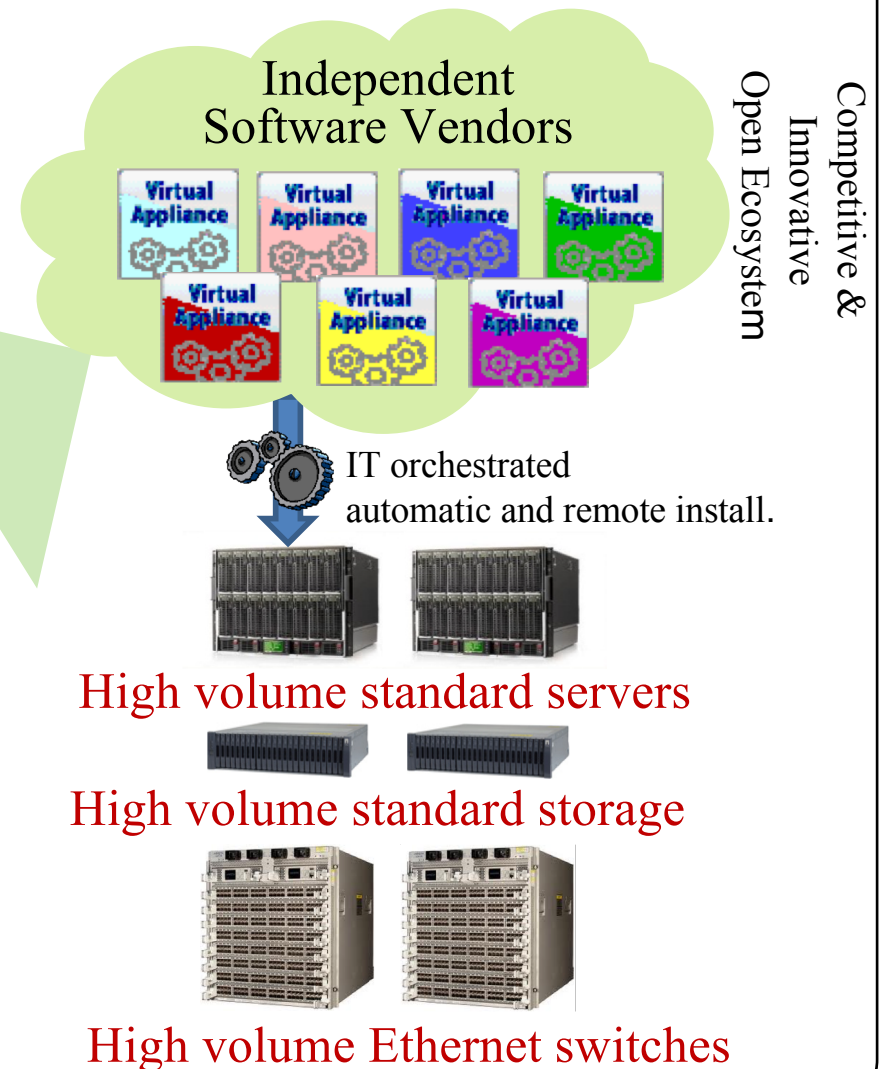 Independent
Software Vendors
Competitive &
Innovative
Open Ecosystem
Virtual
Appliance
Virtual
Appliance
Virtual
Appliance
Virtual
Appliance
Virtual
Appliance
Virtual
Appliance
Virtual
Appliance
IT orchestrated
automatic and remote install.
High volume standard servers
High volume standard storage
High volume Ethernet switches